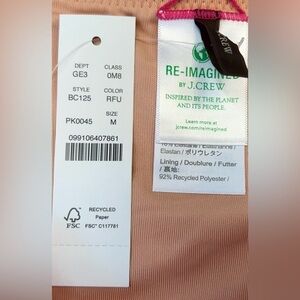 DEPT CLASS
GE3 0M8
STYLE COLOR
BC125 RFU
SIZE
PK0045 M
099106407861
RECYCLED
Paper
FSC
FSC® C117781
J.CREW
RE-IMAGINED
BY J.CREW
INSPIRED BY THE PLANET
AND ITS PEOPLE.
Learn more at
jcrew.com/reimagined
Elastan / ポリウレタン
Lining / Doublure / Futter
/ 裏地:
92% Recycled Polyester /